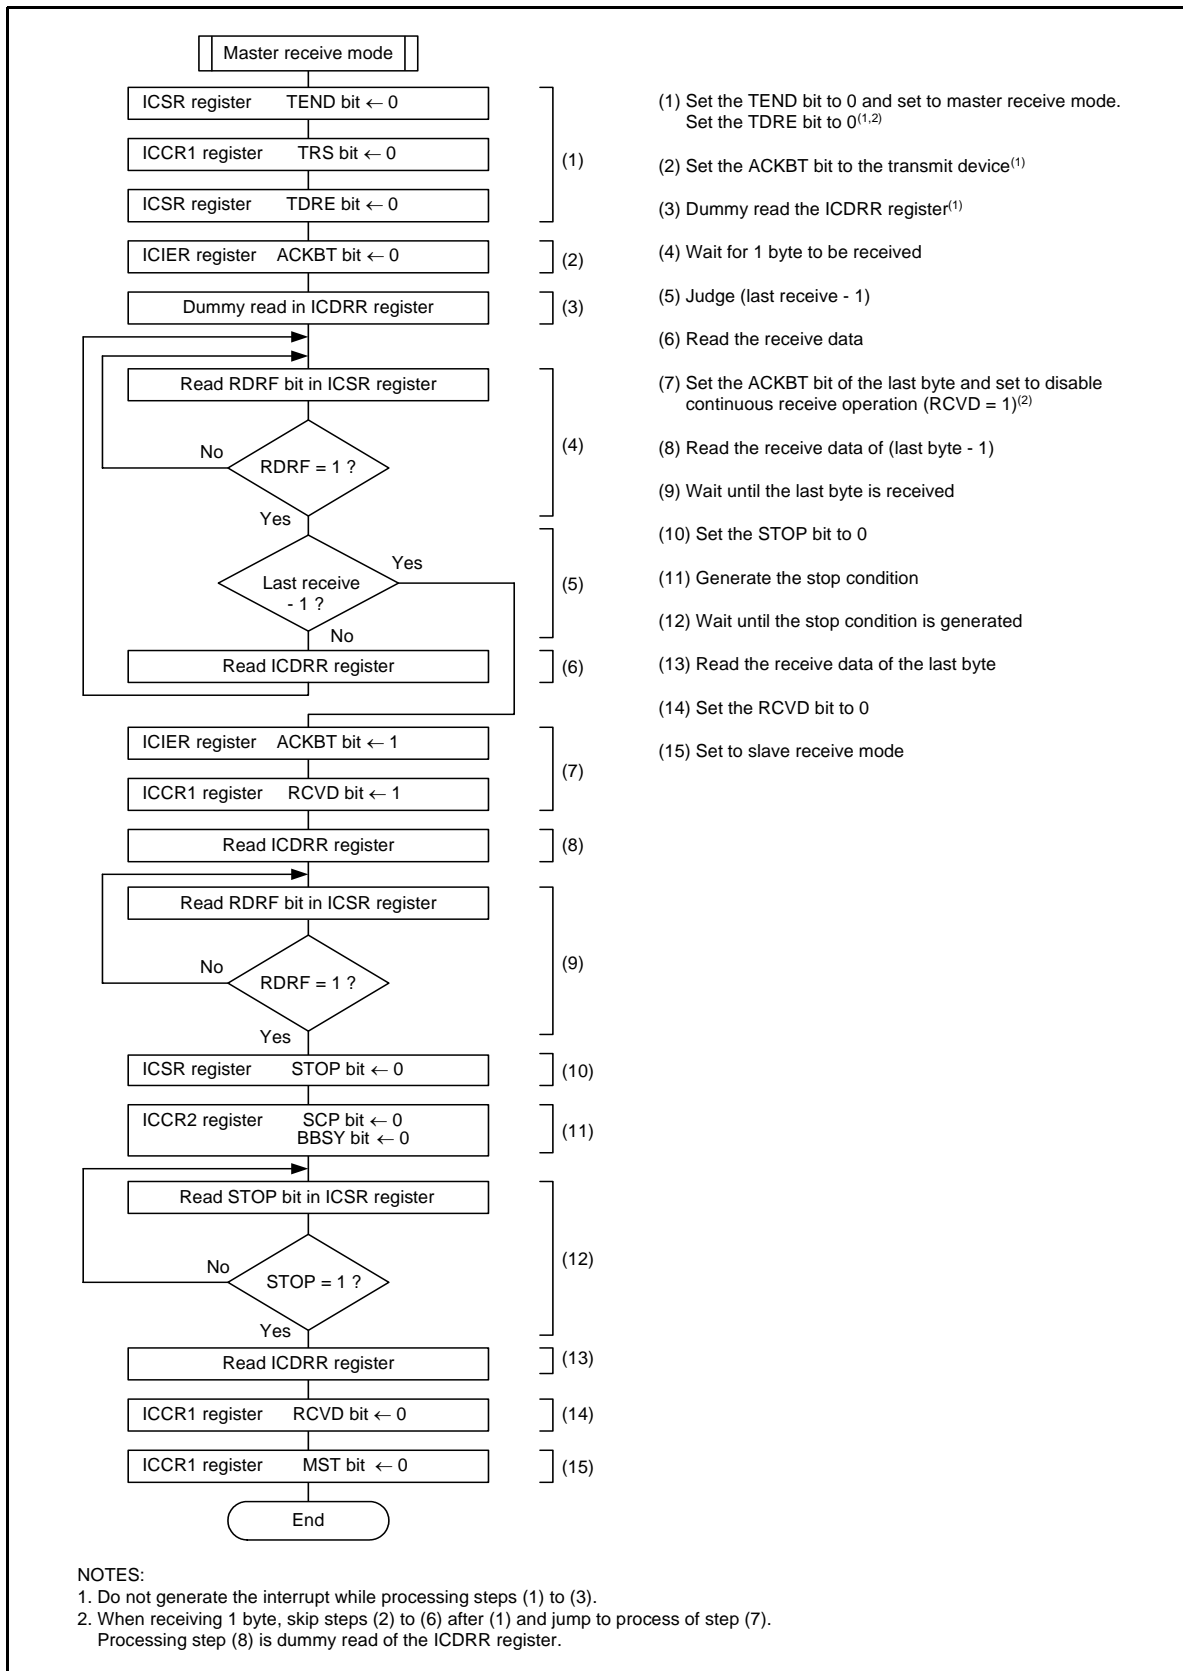 Master receive mode
ICSR register TEND bit ← 0
ICCR1 register TRS bit ← 0
(1)
ICSR register TDRE bit ← 0
ICIER register ACKBT bit ← 0
(2)
Dummy read in ICDRR register
(3)
Read RDRF bit in ICSR register
No
RDRF = 1 ?
(4)
Yes
Yes
Last receive
- 1 ?
(5)
No
Read ICDRR register
(6)
ICIER register ACKBT bit ← 1
(7)
ICCR1 register RCVD bit ← 1
Read ICDRR register
(8)
Read RDRF bit in ICSR register
No
RDRF = 1 ?
(9)
Yes
ICSR register STOP bit ← 0
(10)
ICCR2 register SCP bit ← 0
BBSY bit ← 0
(11)
Read STOP bit in ICSR register
No
STOP = 1 ?
(12)
Yes
Read ICDRR register
(13)
ICCR1 register RCVD bit ← 0
(14)
ICCR1 register MST bit ← 0
(15)
End
(1) Set the TEND bit to 0 and set to master receive mode.
Set the TDRE bit to 0(1,2)
(2) Set the ACKBT bit to the transmit device(1)
(3) Dummy read the ICDRR register(1)
(4) Wait for 1 byte to be received
(5) Judge (last receive - 1)
(6) Read the receive data
(7) Set the ACKBT bit of the last byte and set to disable
continuous receive operation (RCVD = 1)(2)
(8) Read the receive data of (last byte - 1)
(9) Wait until the last byte is received
(10) Set the STOP bit to 0
(11) Generate the stop condition
(12) Wait until the stop condition is generated
(13) Read the receive data of the last byte
(14) Set the RCVD bit to 0
(15) Set to slave receive mode
NOTES:
1. Do not generate the interrupt while processing steps (1) to (3).
2. When receiving 1 byte, skip steps (2) to (6) after (1) and jump to process of step (7).
Processing step (8) is dummy read of the ICDRR register.